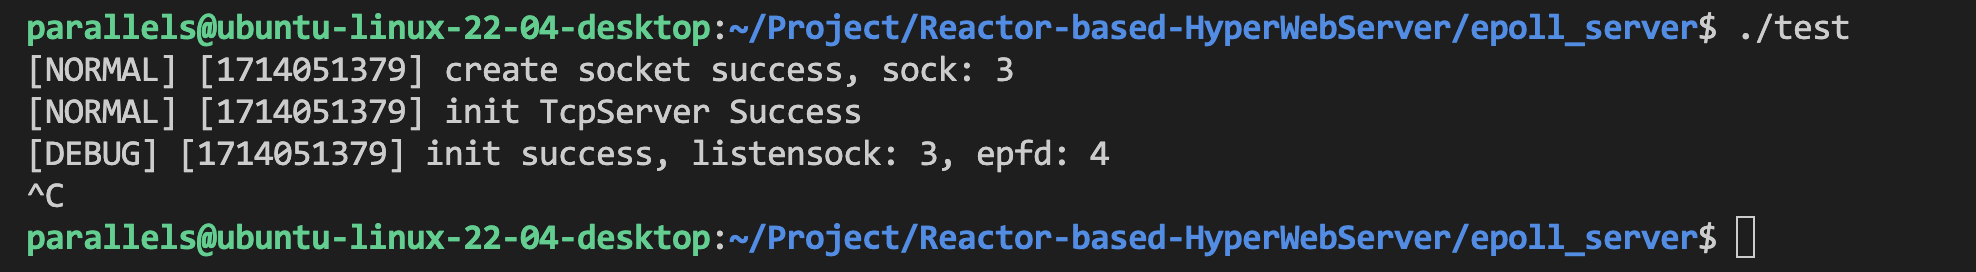 parallels@ubuntu-linux-22-04-desktop:~/Project/Reactor-based-HyperWebServer/epoll_server$ ./test
[NORMAL] [1714051379] create socket success, sock: 3
[NORMAL] [1714051379] init TcpServer Success
[DEBUG] [1714051379] init success, listensock: 3, epfd: 4
^C
parallels@ubuntu-linux-22-04-desktop:~/Project/Reactor-based-HyperWebServer/epoll_server$